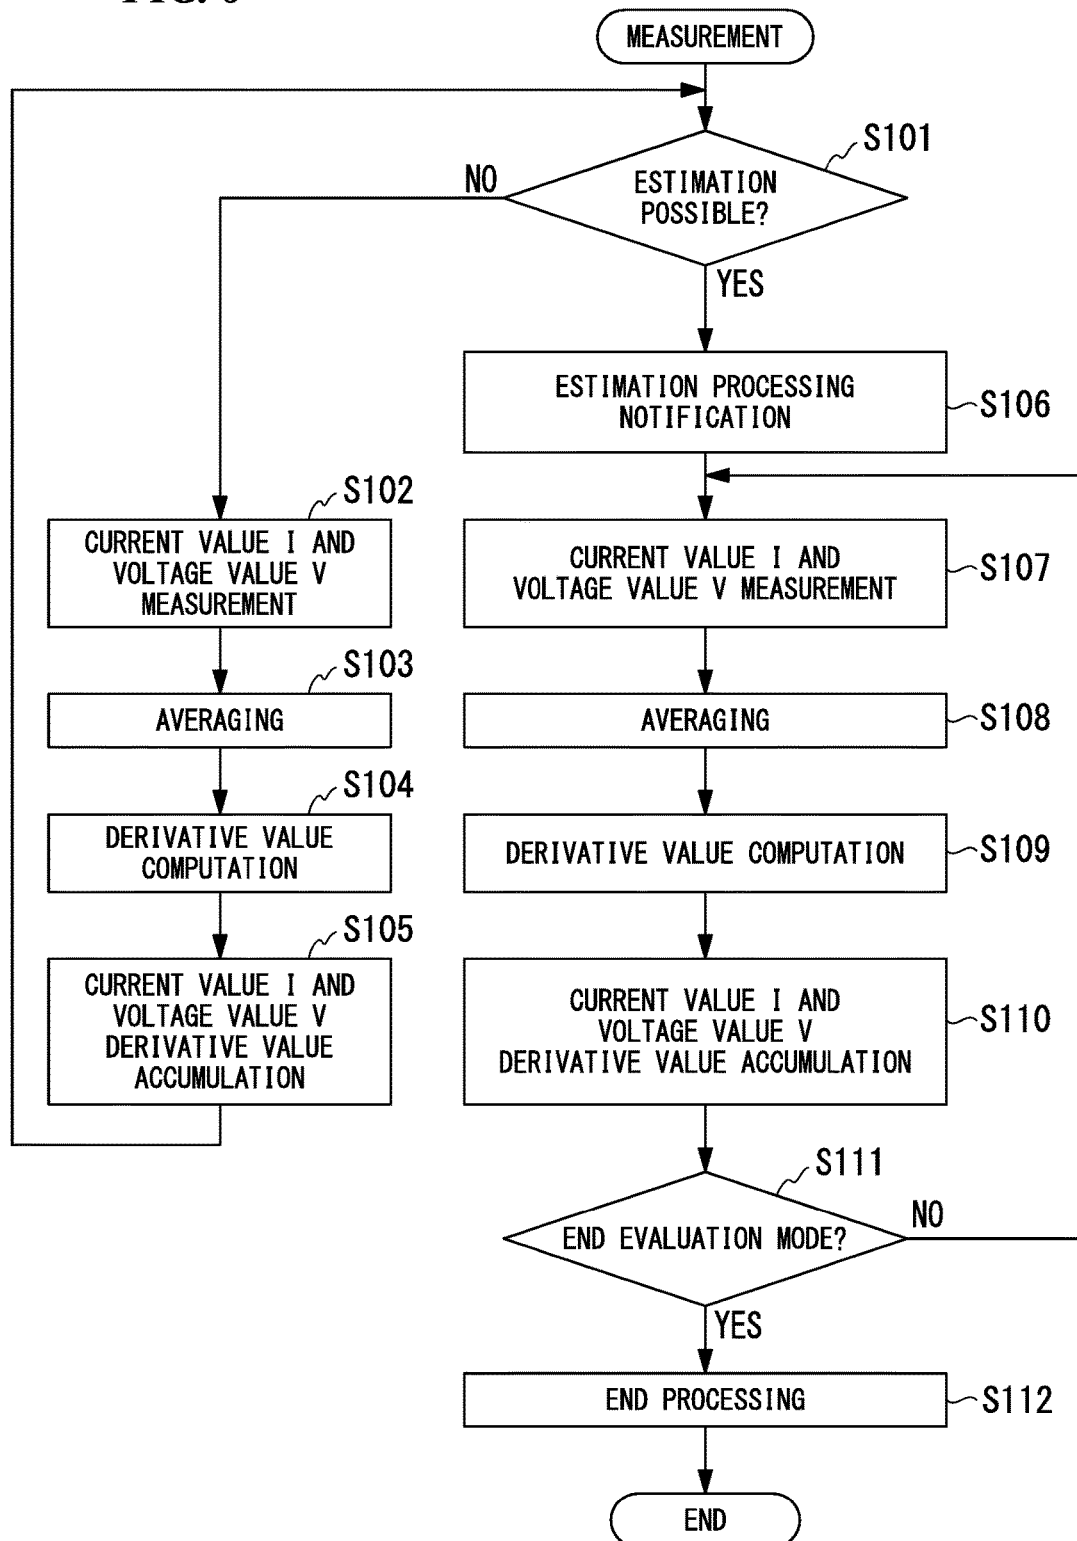 MEASUREMENT
S101
ESTIMATION
POSSIBLE?
NO
YES
ESTIMATION PROCESSING
NOTIFICATION
S106
S102
CURRENT VALUE I AND
VOLTAGE VALUE V
MEASUREMENT
CURRENT VALUE I AND
VOLTAGE VALUE V MEASUREMENT
S107
S103
AVERAGING
AVERAGING
S108
S104
DERIVATIVE VALUE
COMPUTATION
DERIVATIVE VALUE COMPUTATION
S109
S105
CURRENT VALUE I AND
VOLTAGE VALUE V
DERIVATIVE VALUE
ACCUMULATION
CURRENT VALUE I AND
VOLTAGE VALUE V
DERIVATIVE VALUE ACCUMULATION
S110
S111
END EVALUATION MODE?
NO
YES
END PROCESSING
S112
END